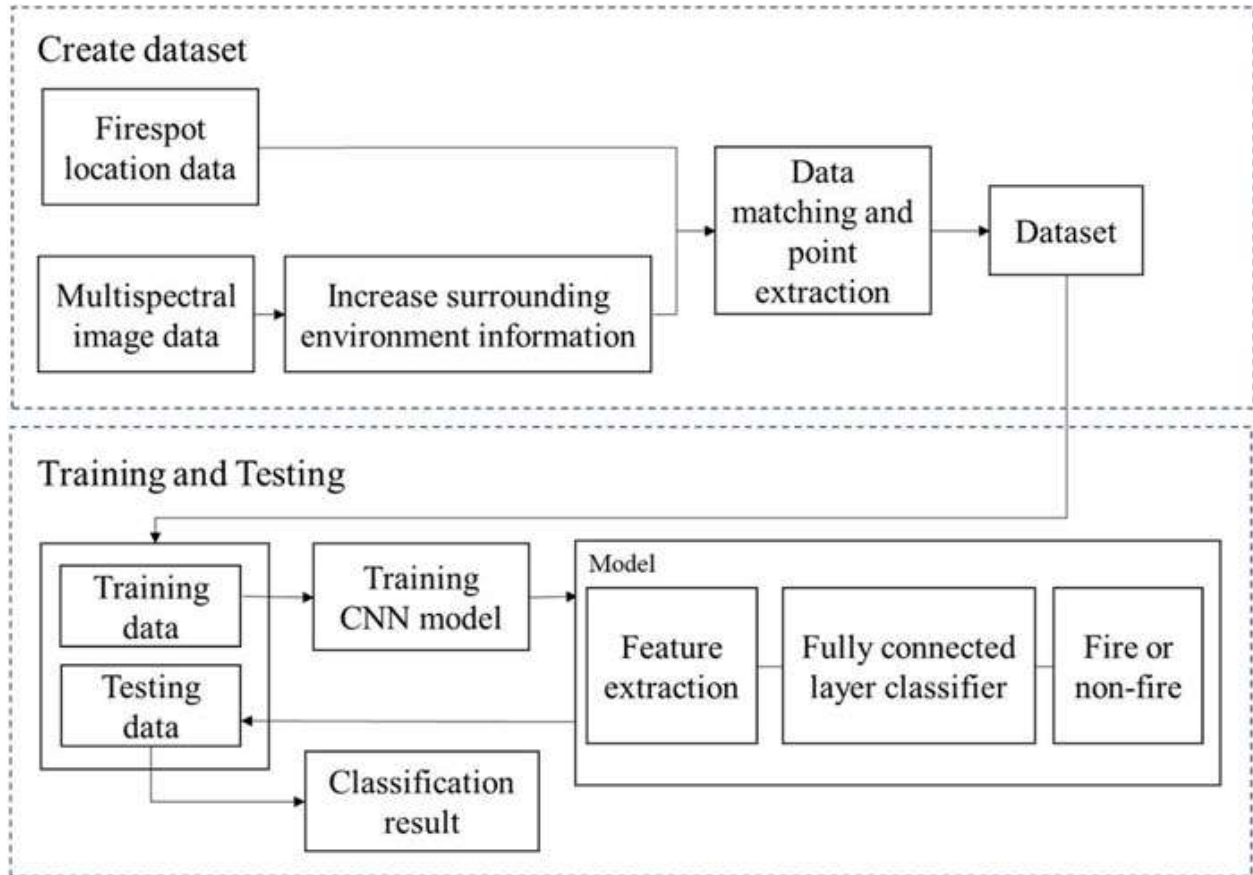 Create dataset
Firespot
location data
Multispectral
image data
Increase surrounding
environment information
Data
matching and
point
extraction
Dataset
Training and Testing
Training
data
Testing
data
Training
CNN model
Model
Feature
extraction
Fully connected
layer classifier
Fire or
non-fire
Classification
result